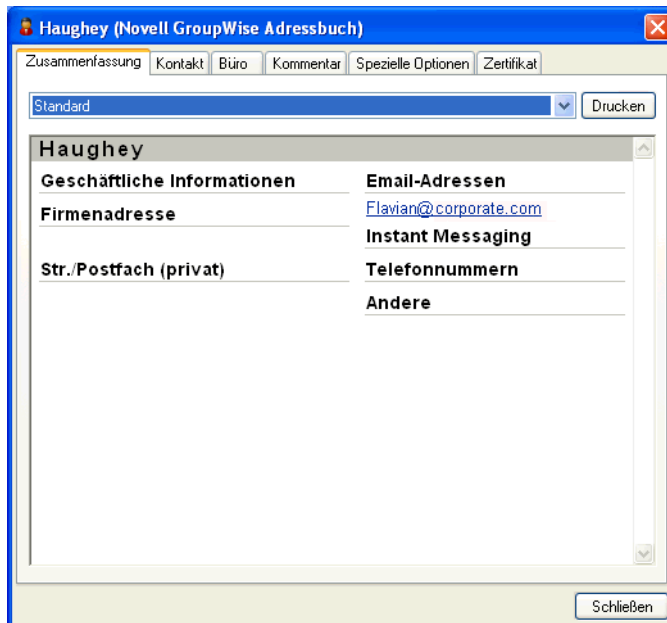 Haughey (Novell GroupWise Adressbuch)
Zusammenfassung Kontakt Büro Kommentar Spezielle Optionen Zertifikat
Standard Drucken
Haughey
Geschäftliche Informationen
Firmenadresse
Str./Postfach (privat)
Email-Adressen
Flavian@corporate.com
Instant Messaging
Telefonnummern
Andere
Schließen